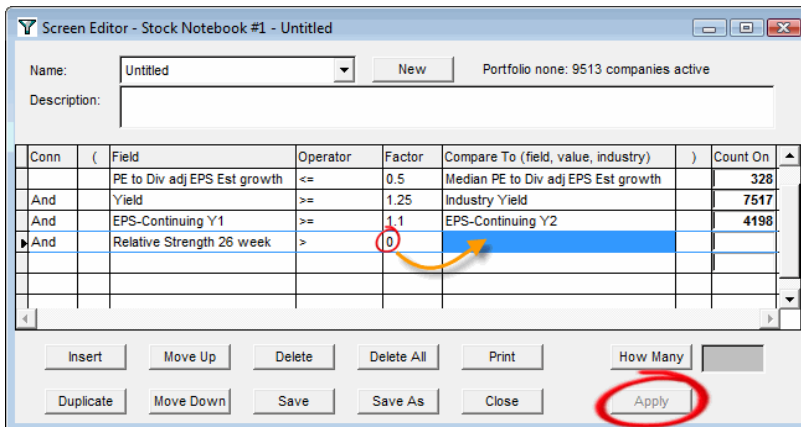 Screen Editor - Stock Notebook #1 - Untitled
Name: Untitled New Portfolio none: 9513 companies active
Description:
Conn ( Field Operator Factor Compare To (field, value, industry) ) Count On
PE to Div adj EPS Est growth <= 0.5 Median PE to Div adj EPS Est growth 328
And Yield >= 1.25 Industry Yield 7517
And EPS-Continuing Y1 >= 1.1 EPS-Continuing Y2 4198
And Relative Strength 26 week > 0
Insert Move Up Delete Delete All Print How Many
Duplicate Move Down Save Save As Close Apply